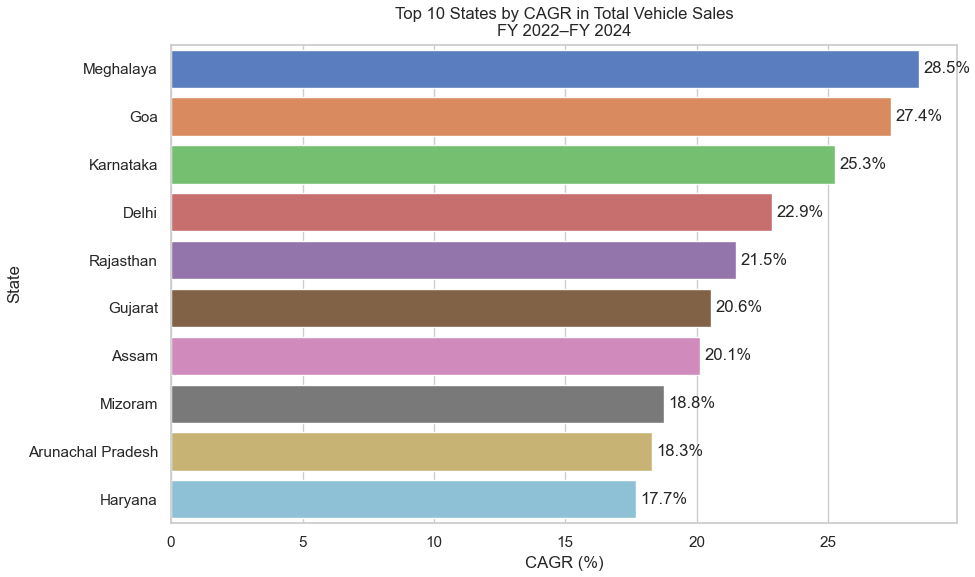 Top 10 States by CAGR in Total Vehicle Sales
FY 2022–FY 2024
State
Meghalaya 28.5%
Goa 27.4%
Karnataka 25.3%
Delhi 22.9%
Rajasthan 21.5%
Gujarat 20.6%
Assam 20.1%
Mizoram 18.8%
Arunachal Pradesh 18.3%
Haryana 17.7%
0 5 10 15 20 25
CAGR (%)